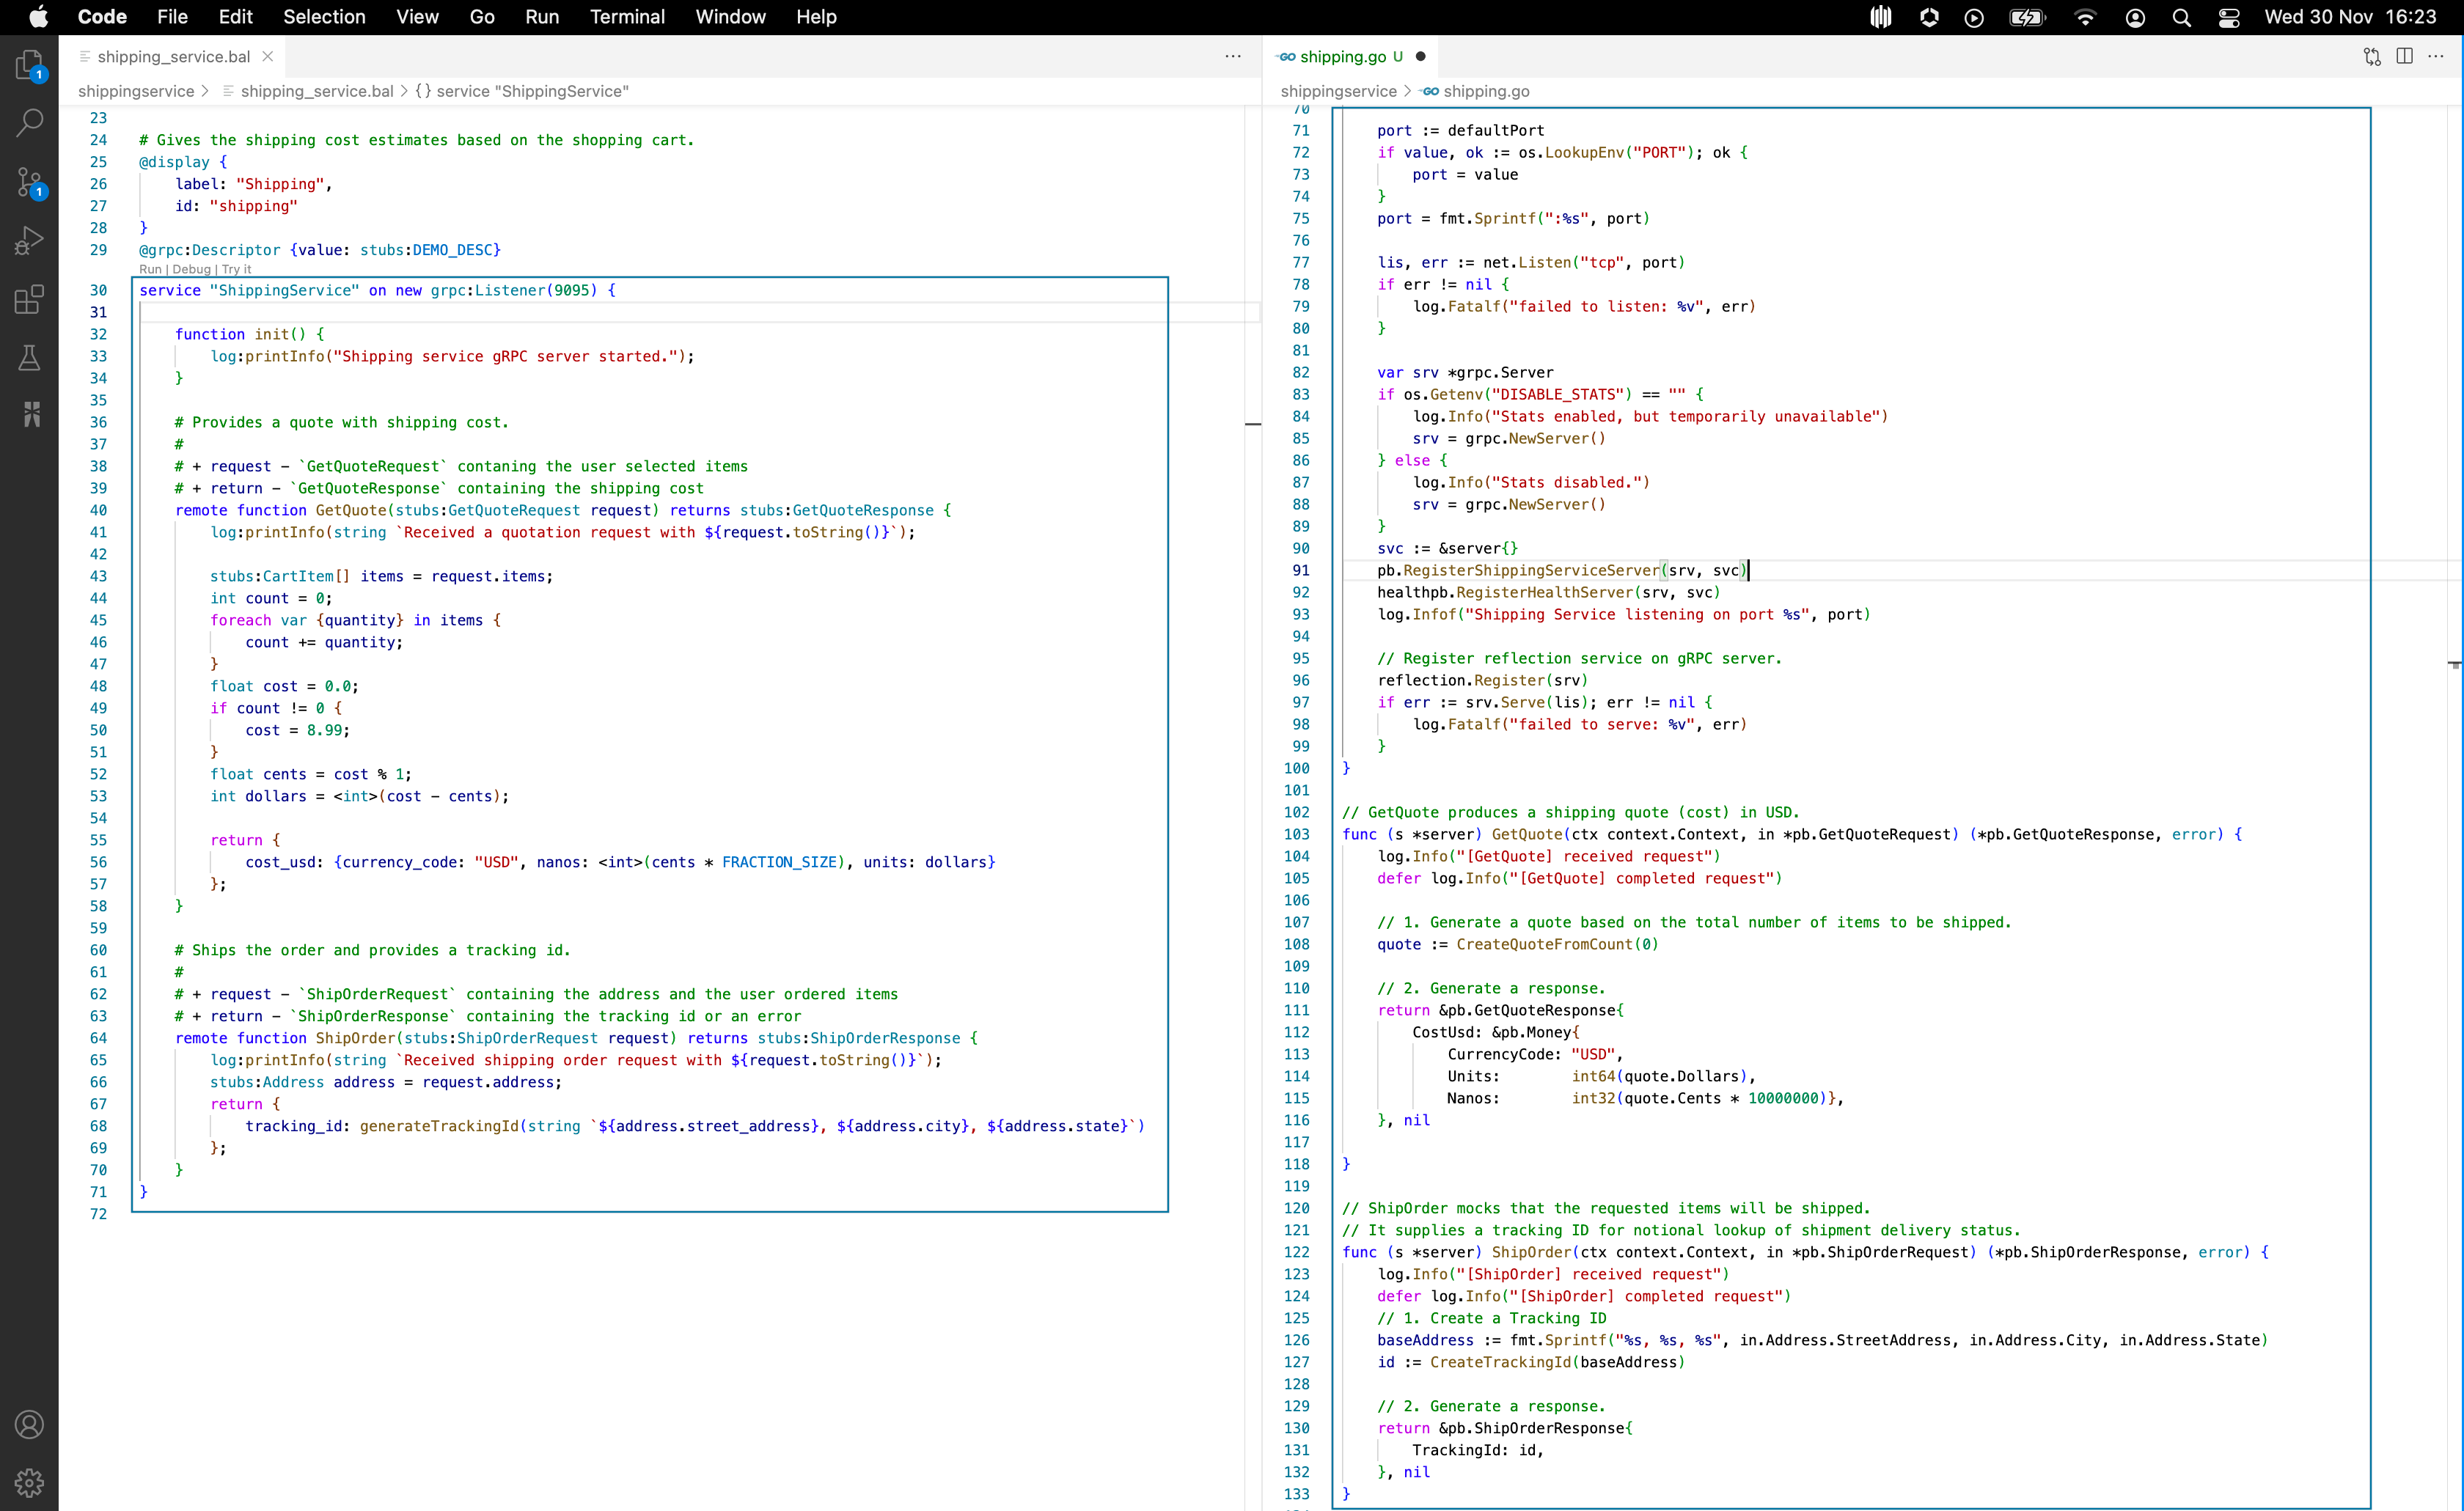 Code File Edit Selection View Go Run Terminal Window Help Wed 30 Nov 16:23
shipping_service.bal
shippingservice > shipping_service.bal > {} service "ShippingService"
23
24 # Gives the shipping cost estimates based on the shopping cart.
25 @display {
26 label: "Shipping",
27 id: "shipping"
28 }
29 @grpc:Descriptor {value: stubs:DEMO_DESC}
Run | Debug | Try it
30 service "ShippingService" on new grpc:Listener(9095) {
31
32 function init() {
33 log:printInfo("Shipping service gRPC server started.");
34 }
35
36 # Provides a quote with shipping cost.
37 #
38 # + request - `GetQuoteRequest` contaning the user selected items
39 # + return - `GetQuoteResponse` containing the shipping cost
40 remote function GetQuote(stubs:GetQuoteRequest request) returns stubs:GetQuoteResponse {
41 log:printInfo(string `Received a quotation request with ${request.toString()}`);
42
43 stubs:CartItem[] items = request.items;
44 int count = 0;
45 foreach var {quantity} in items {
46 count += quantity;
47 }
48 float cost = 0.0;
49 if count != 0 {
50 cost = 8.99;
51 }
52 float cents = cost % 1;
53 int dollars = <int>(cost - cents);
54
55 return {
56 cost_usd: {currency_code: "USD", nanos: <int>(cents * FRACTION_SIZE), units: dollars}
57 };
58 }
59
60 # Ships the order and provides a tracking id.
61 #
62 # + request - `ShipOrderRequest` containing the address and the user ordered items
63 # + return - `ShipOrderResponse` containing the tracking id or an error
64 remote function ShipOrder(stubs:ShipOrderRequest request) returns stubs:ShipOrderResponse {
65 log:printInfo(string `Received shipping order request with ${request.toString()}`);
66 stubs:Address address = request.address;
67 return {
68 tracking_id: generateTrackingId(string `${address.street_address}, ${address.city}, ${address.state}`)
69 };
70 }
71 }
72
shipping.go U
shippingservice > shipping.go
70
71 port := defaultPort
72 if value, ok := os.LookupEnv("PORT"); ok {
73 port = value
74 }
75 port = fmt.Sprintf(":%s", port)
76
77 lis, err := net.Listen("tcp", port)
78 if err != nil {
79 log.Fatalf("failed to listen: %v", err)
80 }
81
82 var srv *grpc.Server
83 if os.Getenv("DISABLE_STATS") == "" {
84 log.Info("Stats enabled, but temporarily unavailable")
85 srv = grpc.NewServer()
86 } else {
87 log.Info("Stats disabled.")
88 srv = grpc.NewServer()
89 }
90 svc := &server{}
91 pb.RegisterShippingServiceServer(srv, svc)
92 healthpb.RegisterHealthServer(srv, svc)
93 log.Infof("Shipping Service listening on port %s", port)
94
95 // Register reflection service on gRPC server.
96 reflection.Register(srv)
97 if err := srv.Serve(lis); err != nil {
98 log.Fatalf("failed to serve: %v", err)
99 }
100 }
101
102 // GetQuote produces a shipping quote (cost) in USD.
103 func (s *server) GetQuote(ctx context.Context, in *pb.GetQuoteRequest) (*pb.GetQuoteResponse, error) {
104 log.Info("[GetQuote] received request")
105 defer log.Info("[GetQuote] completed request")
106
107 // 1. Generate a quote based on the total number of items to be shipped.
108 quote := CreateQuoteFromCount(0)
109
110 // 2. Generate a response.
111 return &pb.GetQuoteResponse{
112 CostUsd: &pb.Money{
113 CurrencyCode: "USD",
114 Units: int64(quote.Dollars),
115 Nanos: int32(quote.Cents * 10000000)},
116 }, nil
117
118 }
119
120 // ShipOrder mocks that the requested items will be shipped.
121 // It supplies a tracking ID for notional lookup of shipment delivery status.
122 func (s *server) ShipOrder(ctx context.Context, in *pb.ShipOrderRequest) (*pb.ShipOrderResponse, error) {
123 log.Info("[ShipOrder] received request")
124 defer log.Info("[ShipOrder] completed request")
125 // 1. Create a Tracking ID
126 baseAddress := fmt.Sprintf("%s, %s, %s", in.Address.StreetAddress, in.Address.City, in.Address.State)
127 id := CreateTrackingId(baseAddress)
128
129 // 2. Generate a response.
130 return &pb.ShipOrderResponse{
131 TrackingId: id,
132 }, nil
133 }